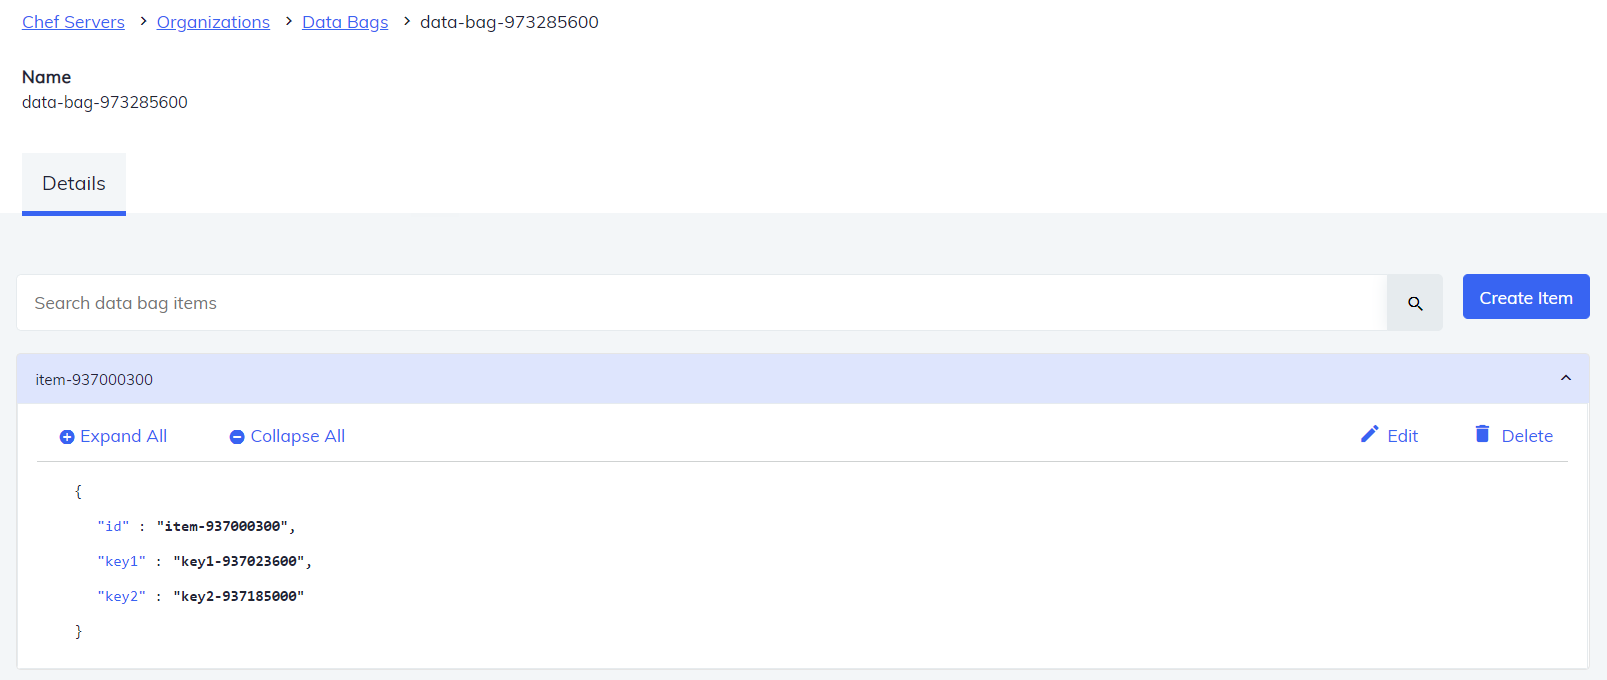 Chef Servers > Organizations > Data Bags > data-bag-973285600
Name
data-bag-973285600
Details
Search data bag items
Create Item
item-937000300
Expand All Collapse All Edit Delete
{
"id" : "item-937000300",
"key1" : "key1-937023600",
"key2" : "key2-937185000"
}